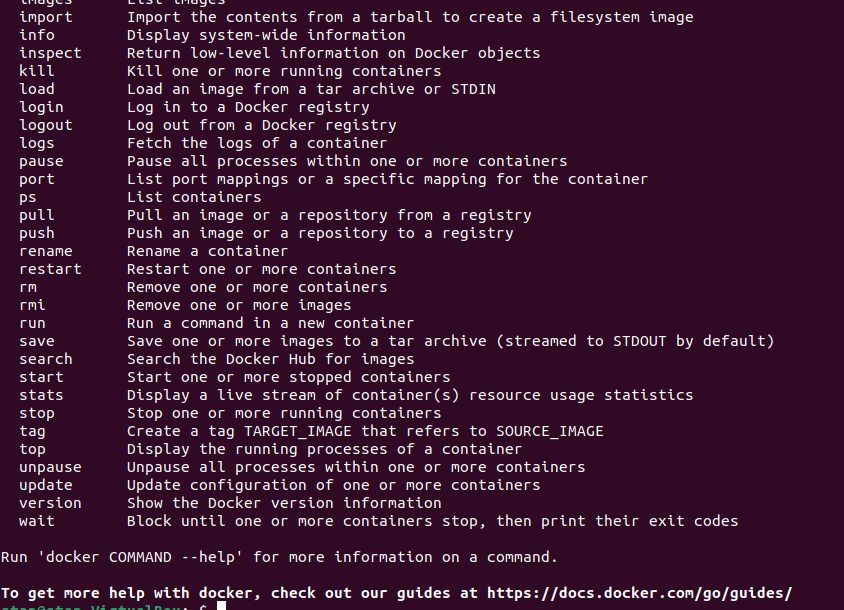 images      List images
import      Import the contents from a tarball to create a filesystem image
info        Display system-wide information
inspect     Return low-level information on Docker objects
kill        Kill one or more running containers
load        Load an image from a tar archive or STDIN
login       Log in to a Docker registry
logout      Log out from a Docker registry
logs        Fetch the logs of a container
pause       Pause all processes within one or more containers
port        List port mappings or a specific mapping for the container
ps          List containers
pull        Pull an image or a repository from a registry
push        Push an image or a repository to a registry
rename      Rename a container
restart     Restart one or more containers
rm          Remove one or more containers
rmi         Remove one or more images
run         Run a command in a new container
save        Save one or more images to a tar archive (streamed to STDOUT by default)
search      Search the Docker Hub for images
start       Start one or more stopped containers
stats       Display a live stream of container(s) resource usage statistics
stop        Stop one or more running containers
tag         Create a tag TARGET_IMAGE that refers to SOURCE_IMAGE
top         Display the running processes of a container
unpause     Unpause all processes within one or more containers
update      Update configuration of one or more containers
version     Show the Docker version information
wait        Block until one or more containers stop, then print their exit codes
Run 'docker COMMAND --help' for more information on a command.
To get more help with docker, check out our guides at https://docs.docker.com/go/guides/